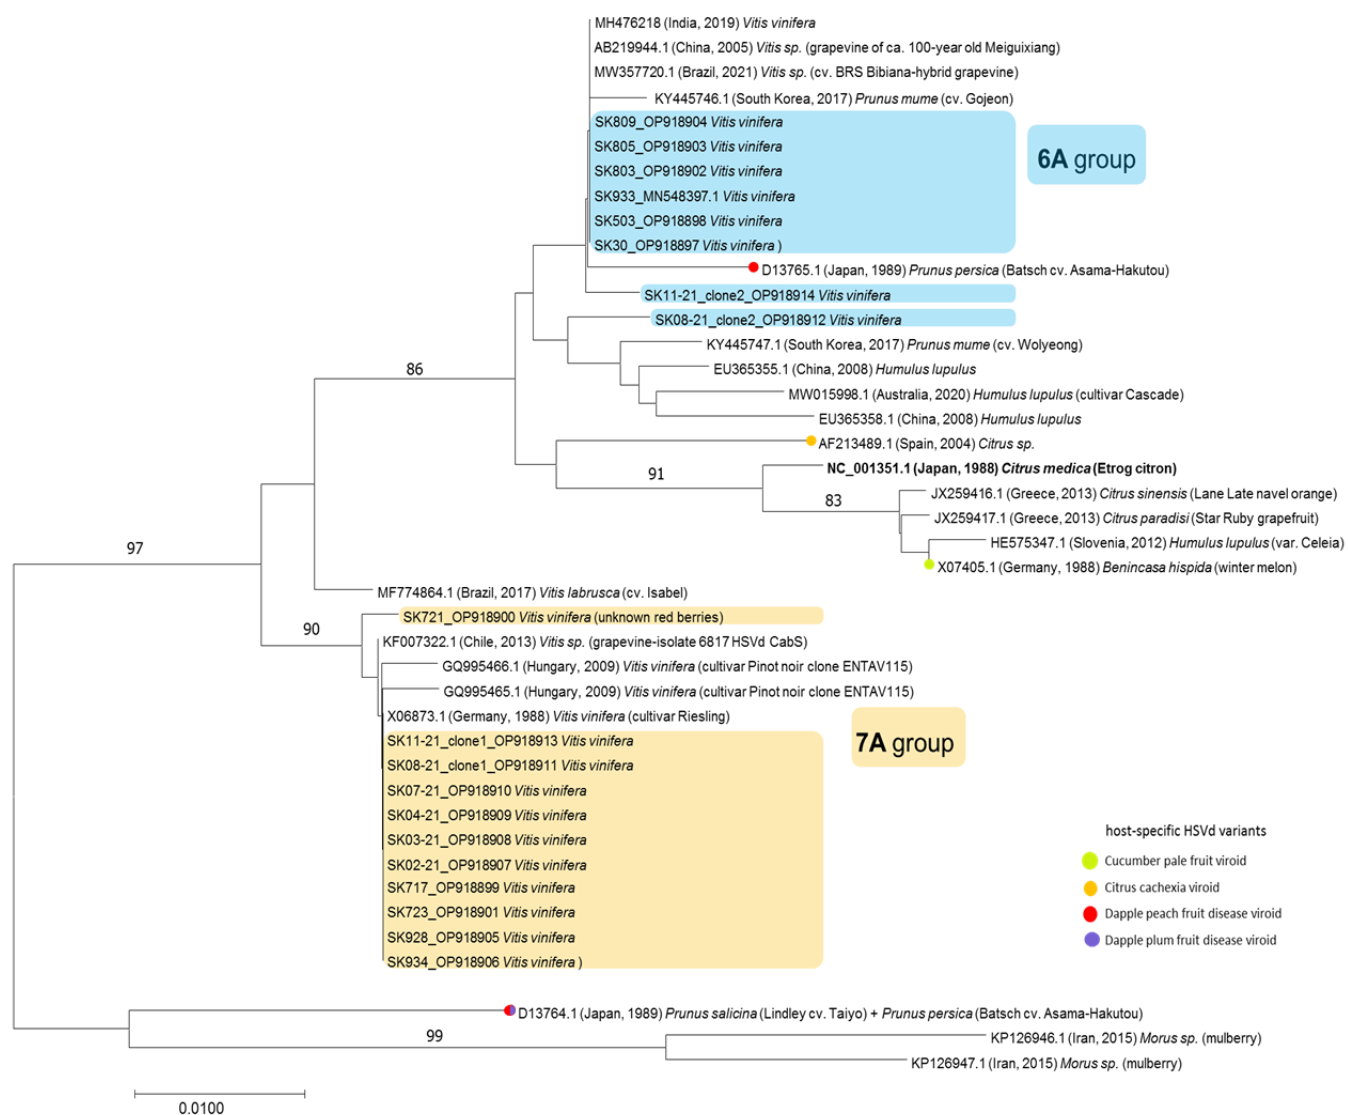 MH476218 (India, 2019) Vitis vinifera
AB219944.1 (China, 2005) Vitis sp. (grapevine of ca. 100-year old Meiguixiang)
MW357720.1 (Brazil, 2021) Vitis sp. (cv. BRS Bibiana-hybrid grapevine)
KY445746.1 (South Korea, 2017) Prunus mume (cv. Gojeon)
SK809_OP918904 Vitis vinifera
SK805_OP918903 Vitis vinifera
6A group
SK803_OP918902 Vitis vinifera
SK933_MN548397.1 Vitis vinifera
SK503_OP918898 Vitis vinifera
SK30_OP918897 Vitis vinifera )
D13765.1 (Japan, 1989) Prunus persica (Batsch cv. Asama-Hakutou)
SK11-21_clone2_OP918914 Vitis vinifera
SK08-21_clone2_OP918912 Vitis vinifera
KY445747.1 (South Korea, 2017) Prunus mume (cv. Wolyeong)
86
EU365355.1 (China, 2008) Humulus lupulus
MW015998.1 (Australia, 2020) Humulus lupulus (cultivar Cascade)
EU365358.1 (China, 2008) Humulus lupulus
AF213489.1 (Spain, 2004) Citrus sp.
91
NC_001351.1 (Japan, 1988) Citrus medica (Etrog citron)
83
JX259416.1 (Greece, 2013) Citrus sinensis (Lane Late navel orange)
JX259417.1 (Greece, 2013) Citrus paradisi (Star Ruby grapefruit)
HE575347.1 (Slovenia, 2012) Humulus lupulus (var. Celeia)
97
X07405.1 (Germany, 1988) Benincasa hispida (winter melon)
MF774864.1 (Brazil, 2017) Vitis labrusca (cv. Isabel)
SK721_OP918900 Vitis vinifera (unknown red berries)
90
KF007322.1 (Chile, 2013) Vitis sp. (grapevine-isolate 6817 HSVd CabS)
GQ995466.1 (Hungary, 2009) Vitis vinifera (cultivar Pinot noir clone ENTAV115)
GQ995465.1 (Hungary, 2009) Vitis vinifera (cultivar Pinot noir clone ENTAV115)
X06873.1 (Germany, 1988) Vitis vinifera (cultivar Riesling)
7A group
SK11-21_clone1_OP918913 Vitis vinifera
SK08-21_clone1_OP918911 Vitis vinifera
SK07-21_OP918910 Vitis vinifera
SK04-21_OP918909 Vitis vinifera
SK03-21_OP918908 Vitis vinifera
SK02-21_OP918907 Vitis vinifera
SK717_OP918899 Vitis vinifera
SK723_OP918901 Vitis vinifera
SK928_OP918905 Vitis vinifera
SK934_OP918906 Vitis vinifera )
host-specific HSVd variants
Cucumber pale fruit viroid
Citrus cachexia viroid
Dapple peach fruit disease viroid
Dapple plum fruit disease viroid
D13764.1 (Japan, 1989) Prunus salicina (Lindley cv. Taiyo) + Prunus persica (Batsch cv. Asama-Hakutou)
99
KP126946.1 (Iran, 2015) Morus sp. (mulberry)
KP126947.1 (Iran, 2015) Morus sp. (mulberry)
0.0100